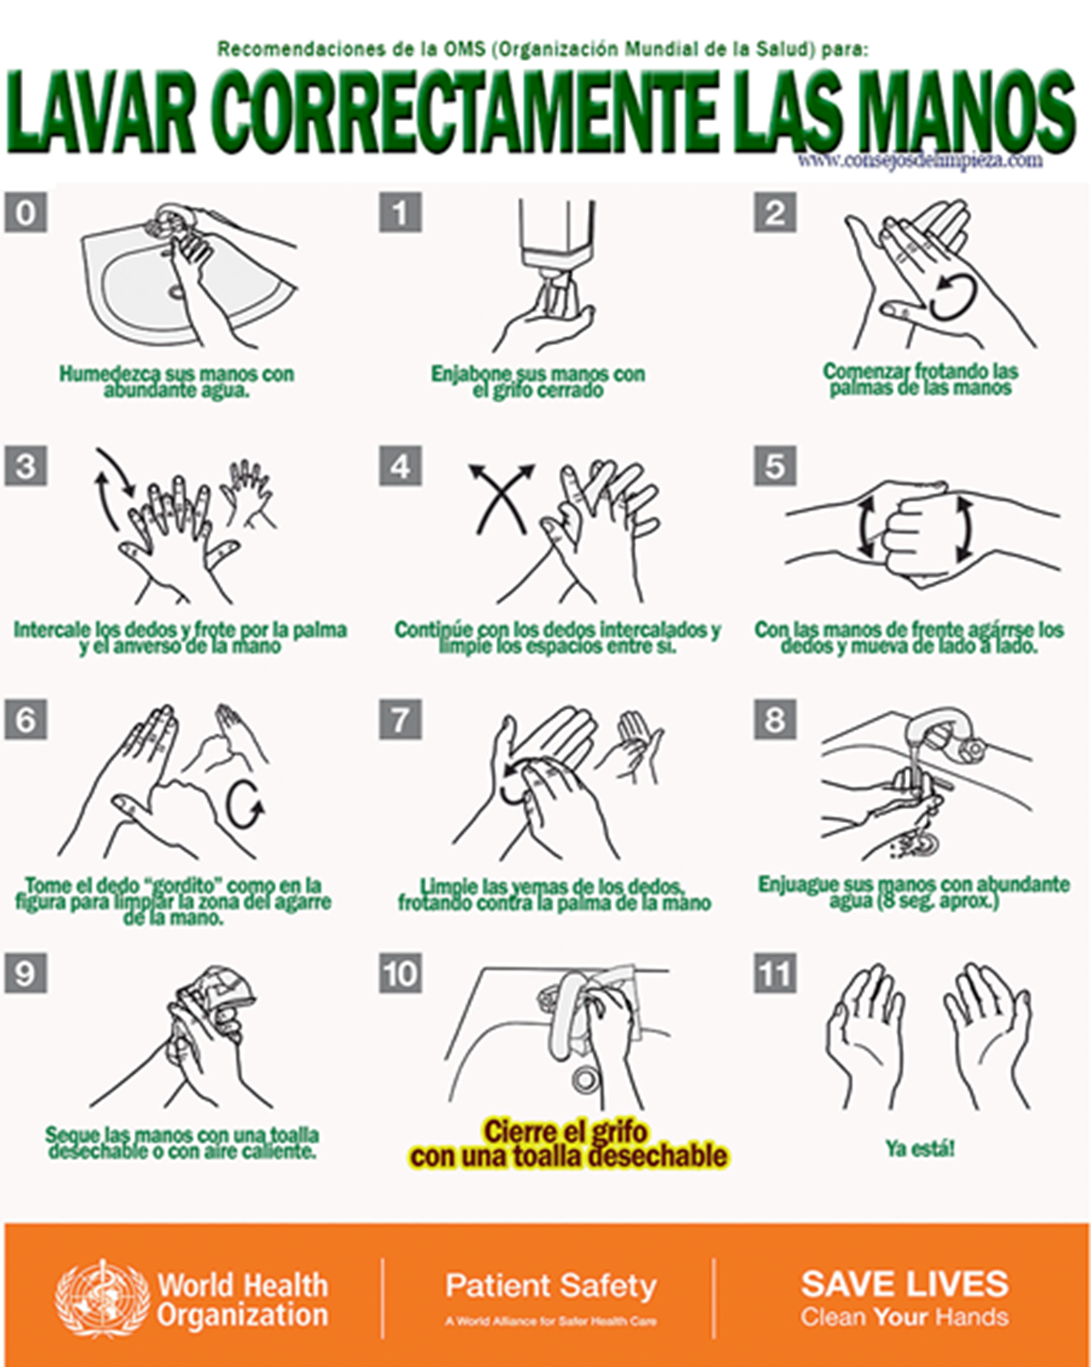 Recomendaciones de la OMS (Organización Mundial de la Salud) para:
LAVAR CORRECTAMENTE LAS MANOS
www.consejosdelimpieza.com
0
Humedezca sus manos con
abundante agua.
1
Enjabone sus manos con
el grifo cerrado
2
Comenzar frotando las
palmas de las manos
3
Intercale los dedos y frote por la palma
y el anverso de la mano
4
Continúe con los dedos intercalados y
limpie los espacios entre sí.
5
Con las manos de frente agárrse los
dedos y mueva de lado a lado.
6
Tome el dedo “gordito” como en la
figura para limpiar la zona del agarre
de la mano.
7
Limpie las yemas de los dedos,
frotando contra la palma de la mano
8
Enjuague sus manos con abundante
agua (8 seg. aprox.)
9
Seque las manos con una toalla
desechable o con aire caliente.
10
Cierre el grifo
con una toalla desechable
11
Ya está!
World Health
Organization
Patient Safety
A World Alliance for Safer Health Care
SAVE LIVES
Clean Your Hands